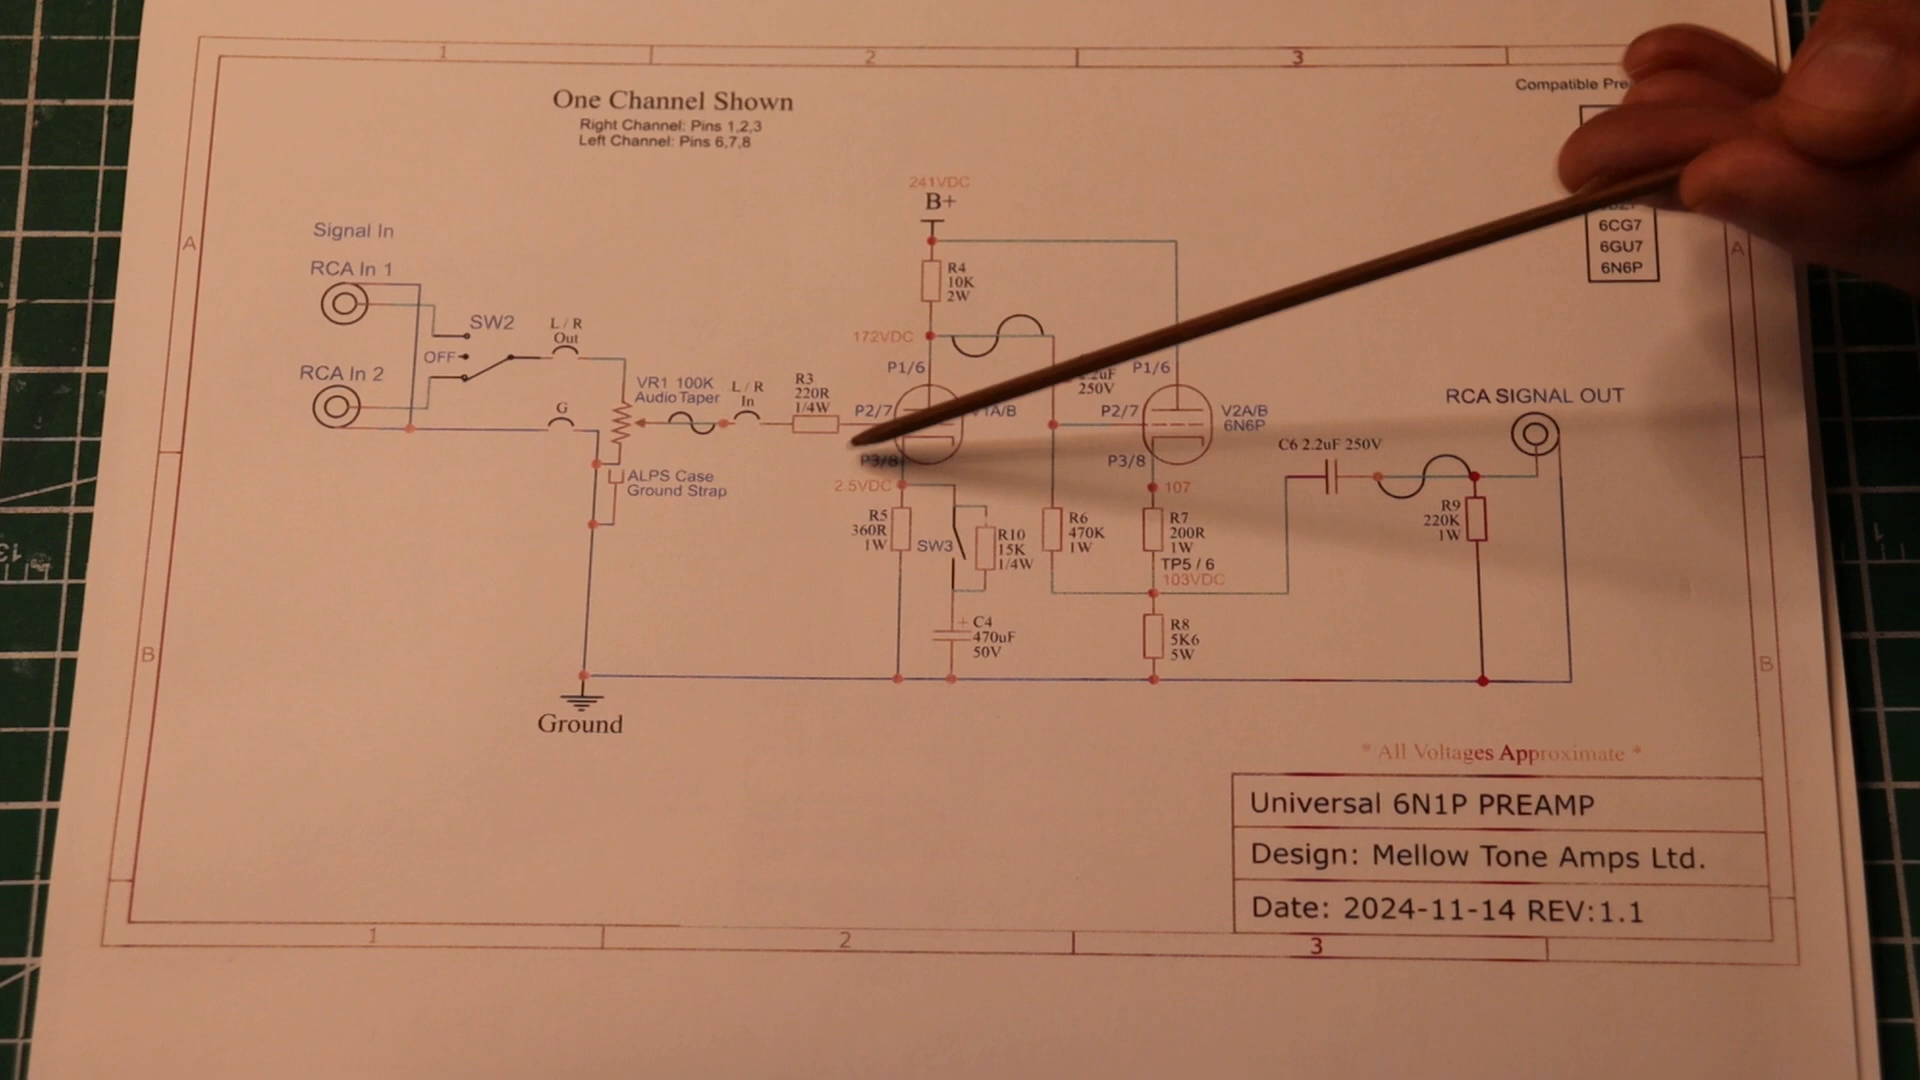 1
2
3
One Channel Shown
Right Channel: Pins 1,2,3
Left Channel: Pins 6,7,8
Compatible
241VDC
B+
Signal In
RCA In 1
A
A
6CG7
6GU7
6N6P
R4
10K
2W
SW2
L / R
Out
OFF
172VDC
P1/6
P1/6
RCA In 2
VR1 100K
Audio Taper
L / R
In
R3
220R
1/4W
250V
RCA SIGNAL OUT
G
P2/7
P2/7
V2A/B
6N6P
C6 2.2uF 250V
P3/8
P3/8
ALPS Case
Ground Strap
2.5VDC
107
R5
360R
1W
SW3
R10
15K
1/4W
R6
470K
1W
R7
200R
1W
TP5 / 6
103VDC
R9
220K
1W
+ C4
470uF
50V
R8
5K6
5W
B
B
Ground
* All Voltages Approximate *
Universal 6N1P PREAMP
Design: Mellow Tone Amps Ltd.
Date: 2024-11-14 REV:1.1
1
2
3
13